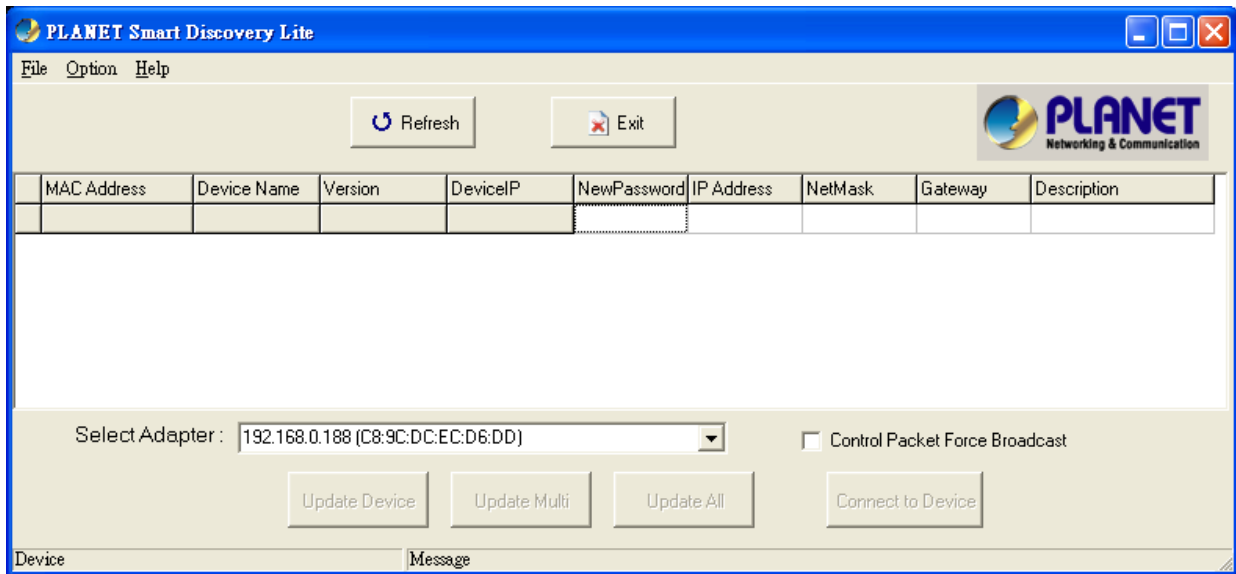 PLANET Smart Discovery Lite
File Option Help
Refresh Exit
PLANET
Networking & Communication
MAC Address Device Name Version DeviceIP NewPassword IP Address NetMask Gateway Description
Select Adapter : 192.168.0.188 (C8:9C:DC:EC:D6:DD) Control Packet Force Broadcast
Update Device Update Multi Update All Connect to Device
Device Message